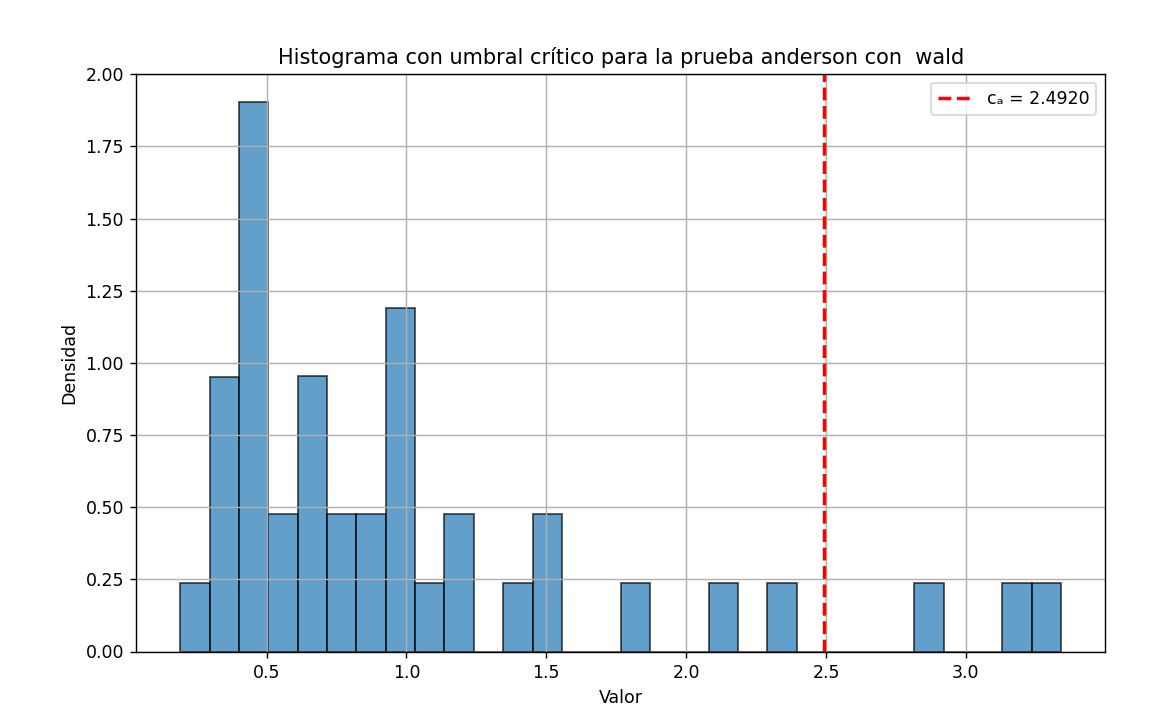 Histograma con umbral crítico para la prueba anderson con  wald
cₐ = 2.4920
Densidad
2.00
1.75
1.50
1.25
1.00
0.75
0.50
0.25
0.00
0.5 1.0 1.5 2.0 2.5 3.0
Valor